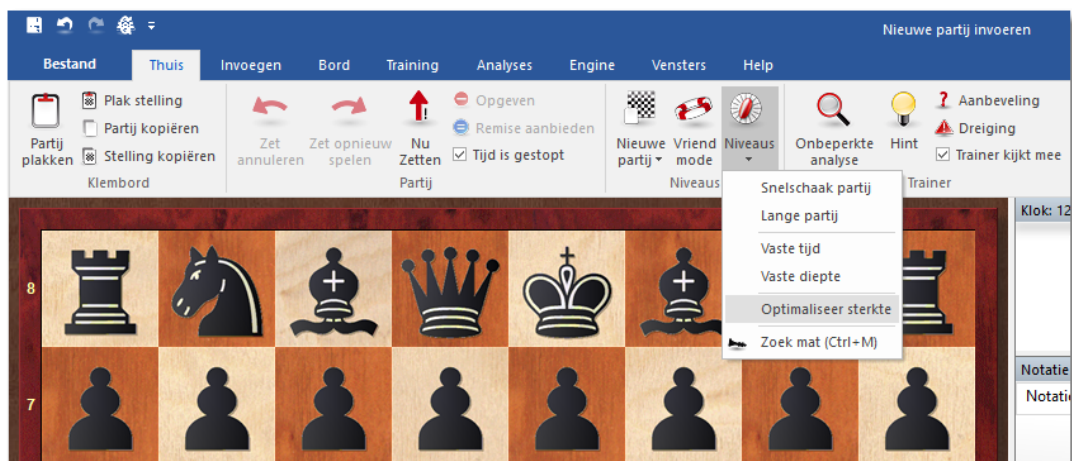 Nieuwe partij invoeren
Bestand Thuis Invoegen Bord Training Analyses Engine Vensters Help
Partij plakken
Plak stelling
Partij kopiëren
Stelling kopiëren
Klembord
Zet annuleren
Zet opnieuw spelen
Nu Zetten
Opgeven
Remise aanbieden
Tijd is gestopt
Partij
Nieuwe partij
Vriend mode
Niveaus
Niveaus
Onbeperkte analyse
Hint
Aanbeveling
Dreiging
Trainer kijkt mee
Trainer
Snelschaak partij
Lange partij
Vaste tijd
Vaste diepte
Optimaliseer sterkte
Zoek mat (Ctrl+M)
Klok: 12
8
7
Notatie